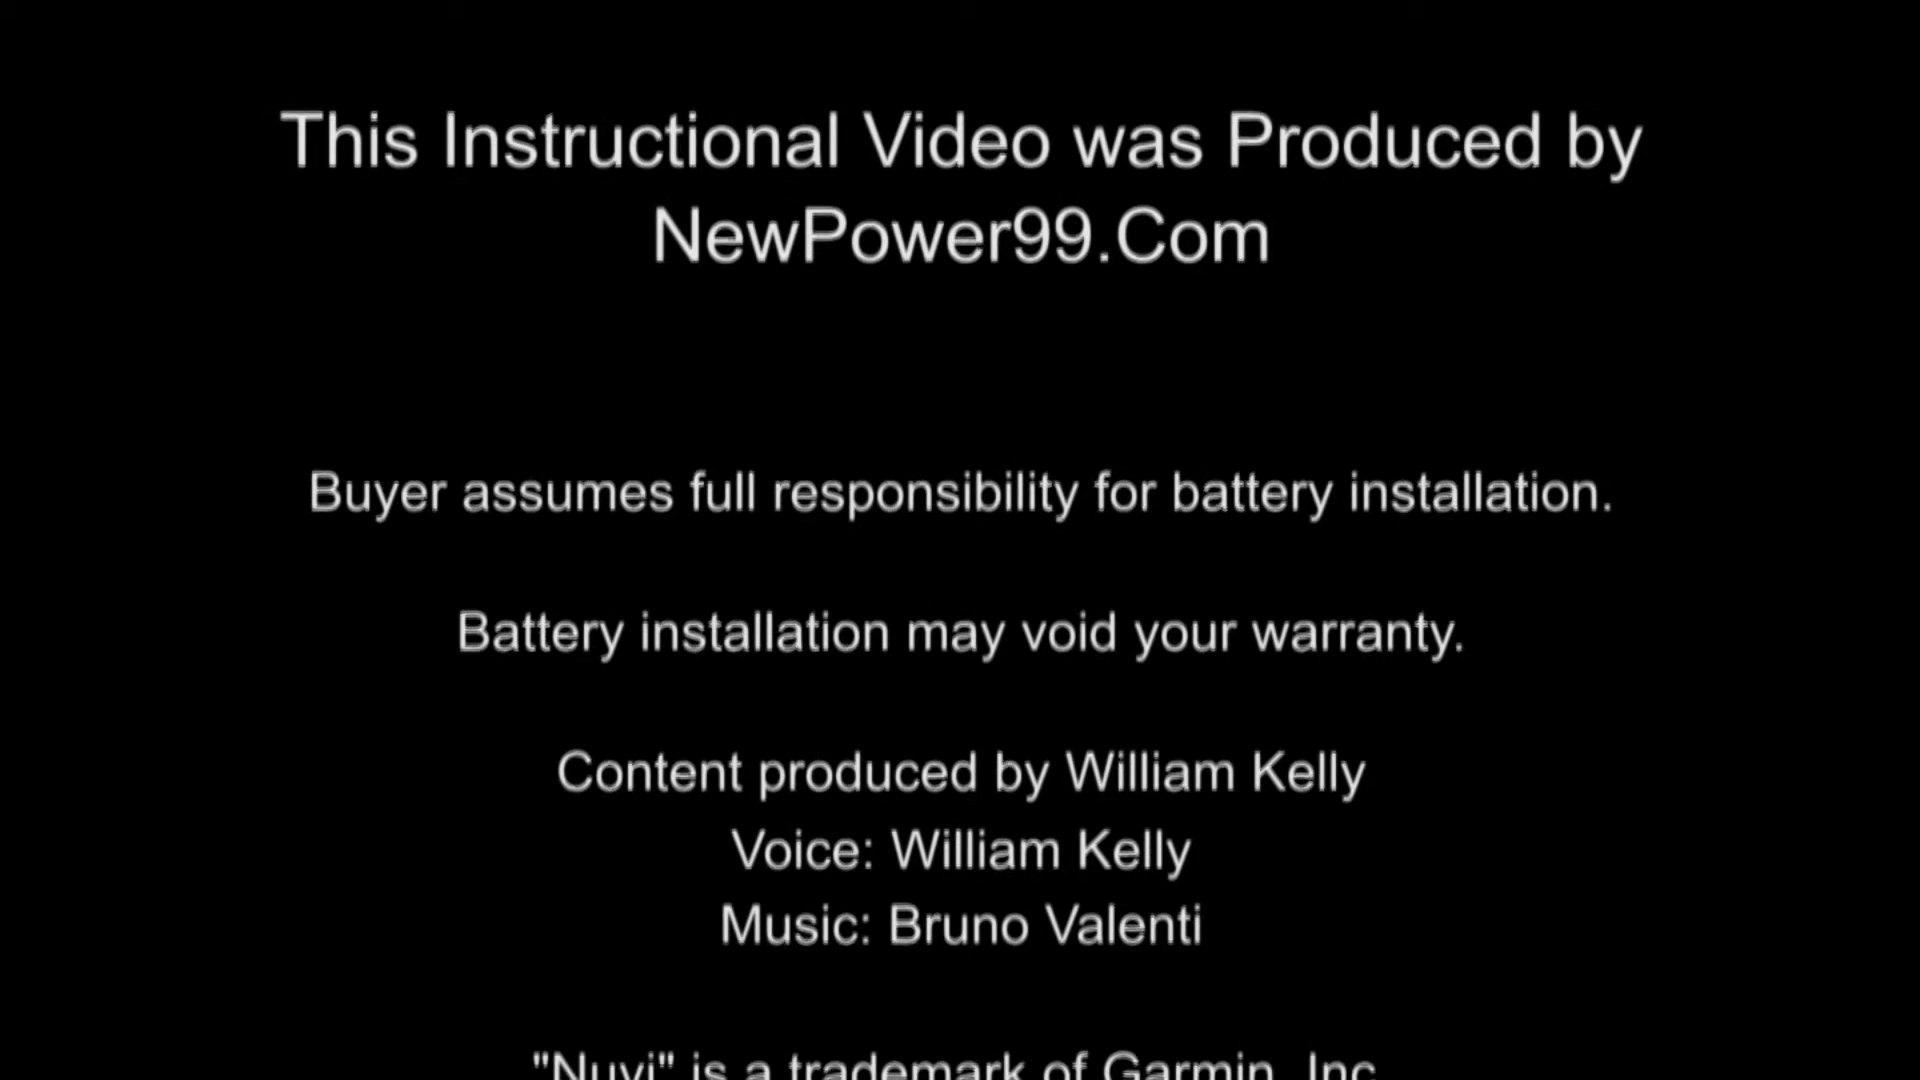 This Instructional Video was Produced by
NewPower99.Com
Buyer assumes full responsibility for battery installation.
Battery installation may void your warranty.
Content produced by William Kelly
Voice: William Kelly
Music: Bruno Valenti
"Nuvi" is a trademark of Garmin, Inc.